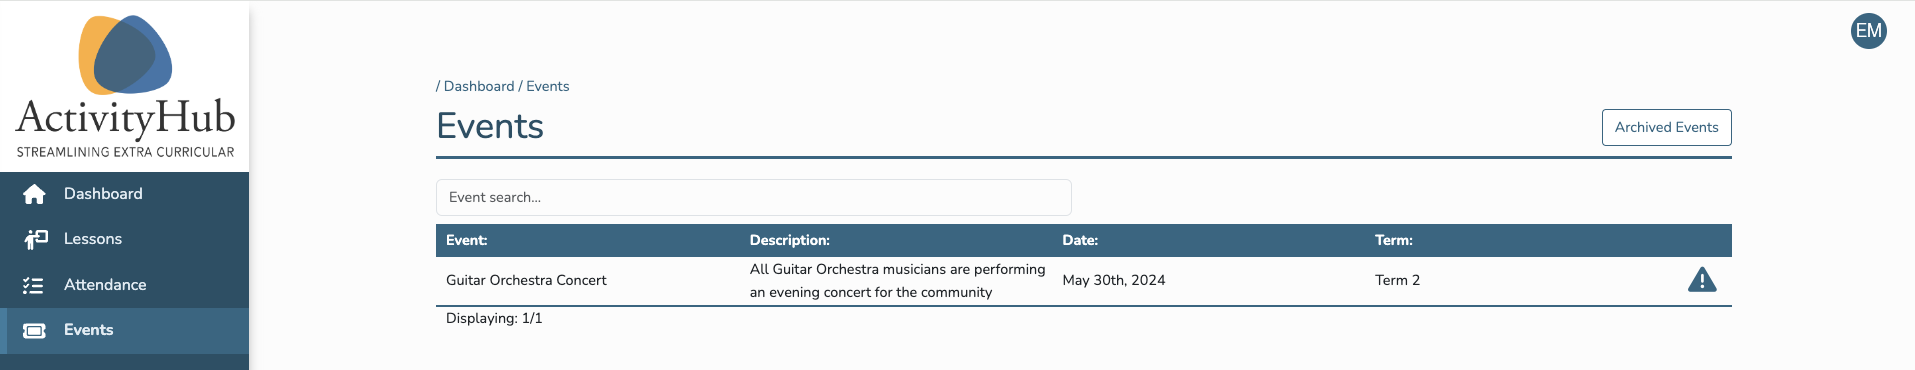 ActivityHub
STREAMLINING EXTRA CURRICULAR
Dashboard
Lessons
Attendance
Events
EM
/ Dashboard / Events
Events
Archived Events
Event search...
Event: Description: Date: Term:
Guitar Orchestra Concert All Guitar Orchestra musicians are performing May 30th, 2024 Term 2
an evening concert for the community
Displaying: 1/1